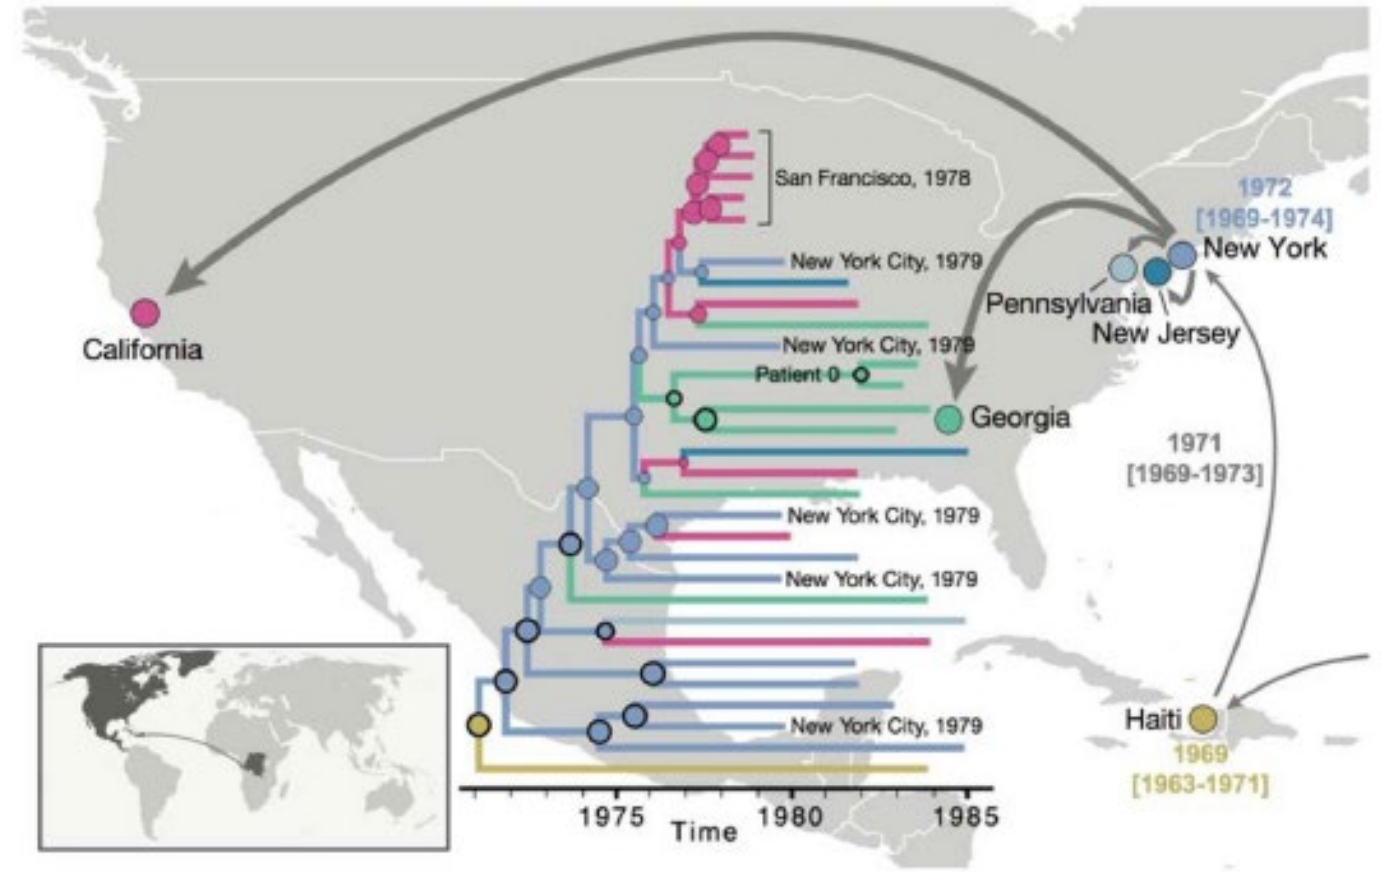 San Francisco, 1978
1972
[1969-1974]
New York
New York City, 1979
Pennsylvania
New Jersey
California
New York City, 1979
Patient 0
Georgia
1971
[1969-1973]
New York City, 1979
New York City, 1979
Haiti
New York City, 1979
1969
[1963-1971]
1975
1980
1985
Time